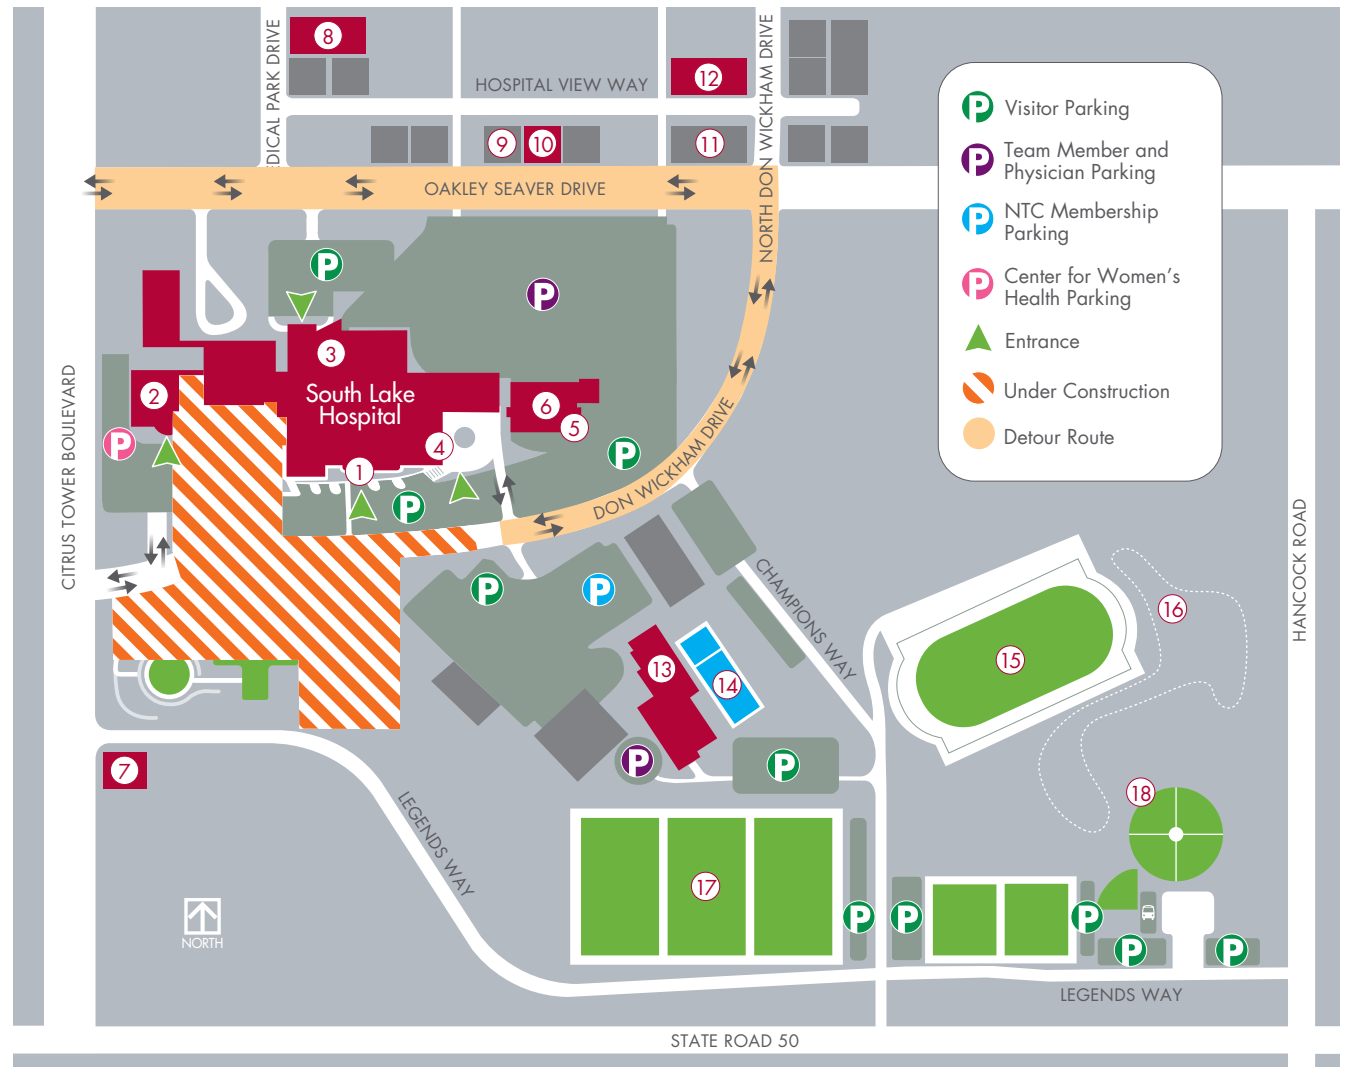 8
12
HOSPITAL VIEW WAY
EDICAL PARK DRIVE
NORTH DON WICKHAM DRIVE
9
10
11
OAKLEY SEAVER DRIVE
P
Visitor Parking
P
Team Member and
Physician Parking
P
NTC Membership
Parking
P
Center for Women's
Health Parking
Entrance
Under Construction
Detour Route
P
P
3
South Lake
Hospital
2
6
5
4
P
P
1
P
CITRUS TOWER BOULEVARD
DON WICKHAM DRIVE
HANCOCK ROAD
P
P
CHAMPIONS WAY
13
14
15
16
P
P
7
LEGENDS WAY
18
17
P
P
P
P
P
NORTH
LEGENDS WAY
STATE ROAD 50